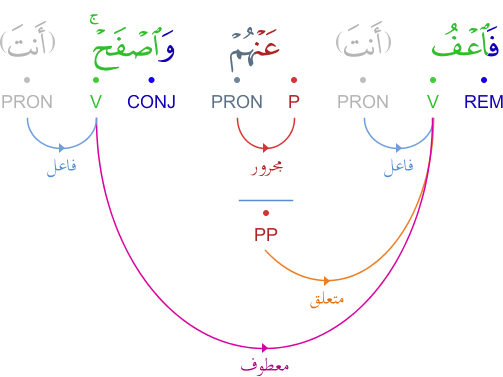 فَٱعْفُ (أَنتَ) عَنْهُمْ وَٱصْفَحْ ۚ (أَنتَ)
REM V PRON P PRON CONJ V PRON
فاعل مجرور فاعل
PP
متعلق
معطوف